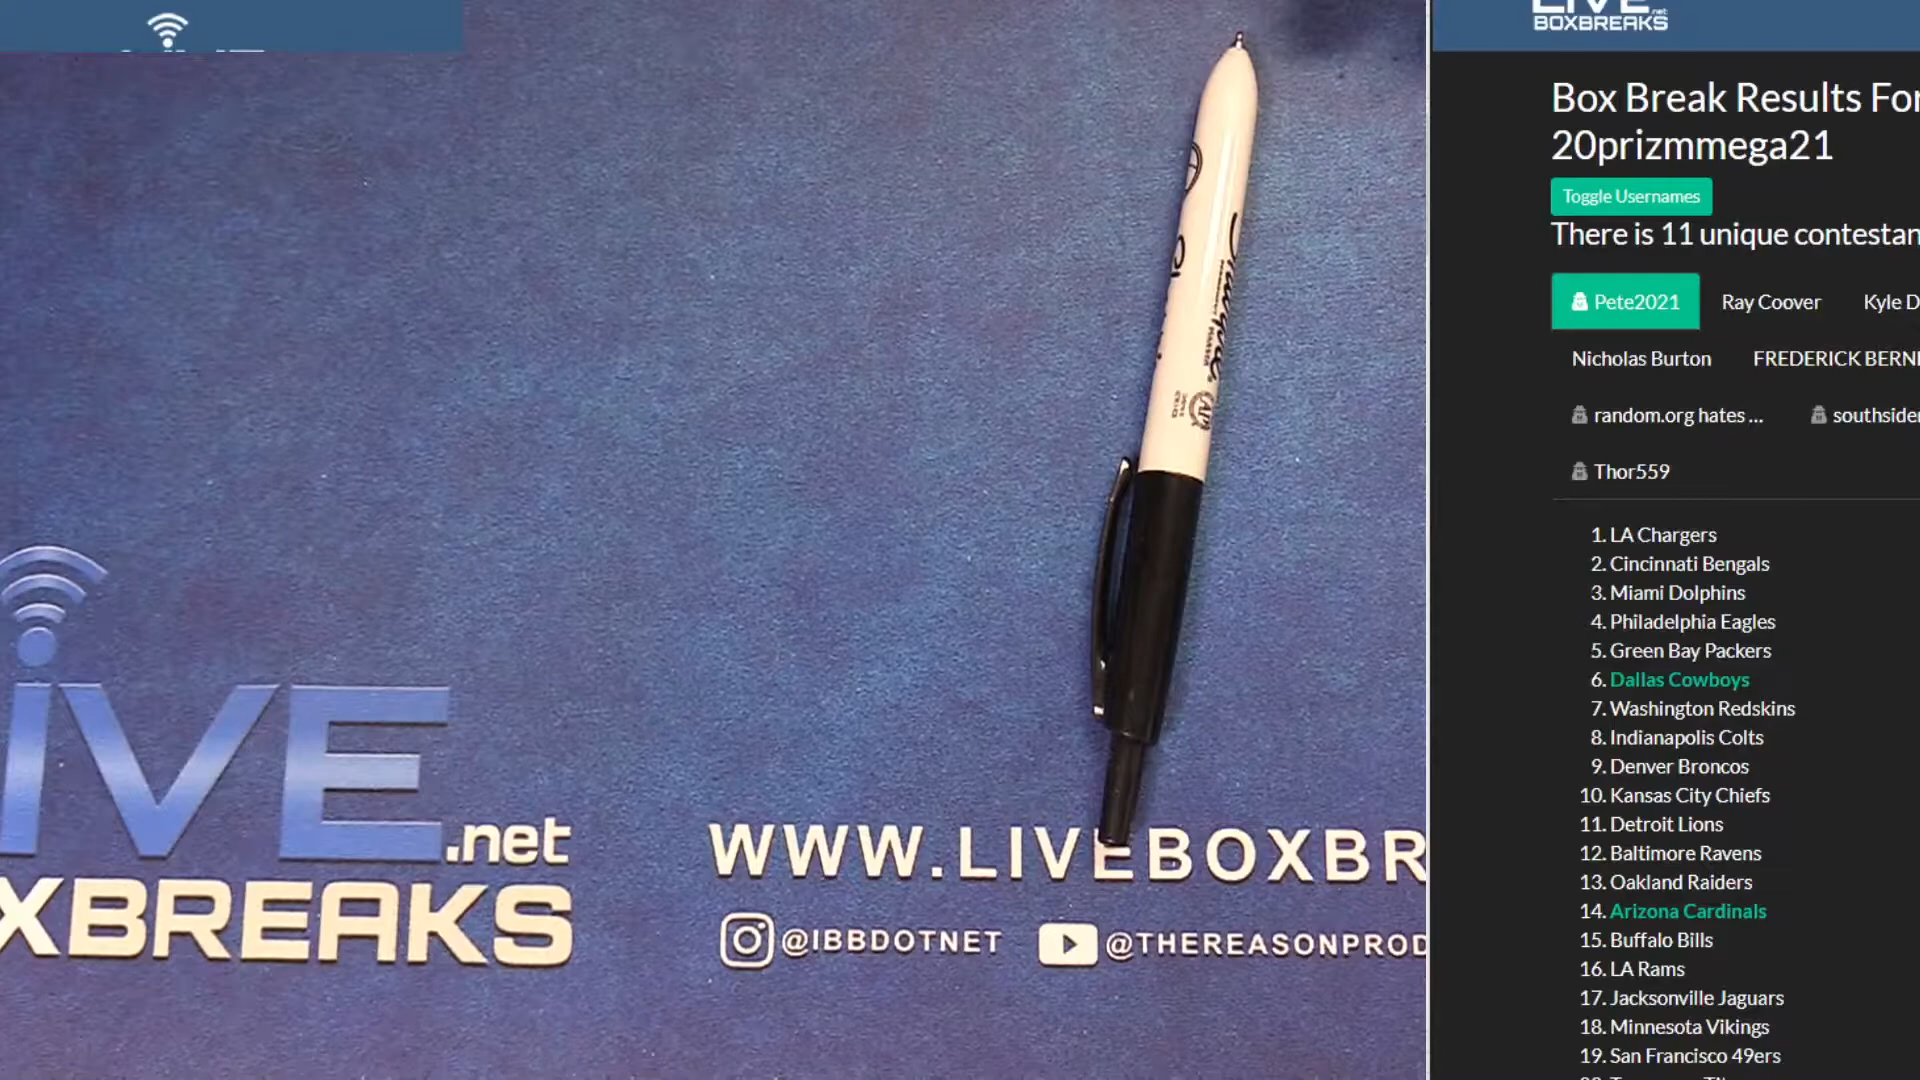 LIVE.net
BOXBREAKS
Box Break Results For
20prizmmega21
Toggle Usernames
There is 11 unique contestan
Pete2021
Ray Coover
Kyle D
Nicholas Burton
FREDERICK BERN
random.org hates ...
southsider
Thor559
1. LA Chargers
2. Cincinnati Bengals
3. Miami Dolphins
4. Philadelphia Eagles
5. Green Bay Packers
6. Dallas Cowboys
7. Washington Redskins
8. Indianapolis Colts
9. Denver Broncos
10. Kansas City Chiefs
11. Detroit Lions
12. Baltimore Ravens
13. Oakland Raiders
14. Arizona Cardinals
15. Buffalo Bills
16. LA Rams
17. Jacksonville Jaguars
18. Minnesota Vikings
19. San Francisco 49ers
iVE.net
XBREAKS
WWW.LIVEBOXBR
@IBBDOTNET
@THEREASONPROD